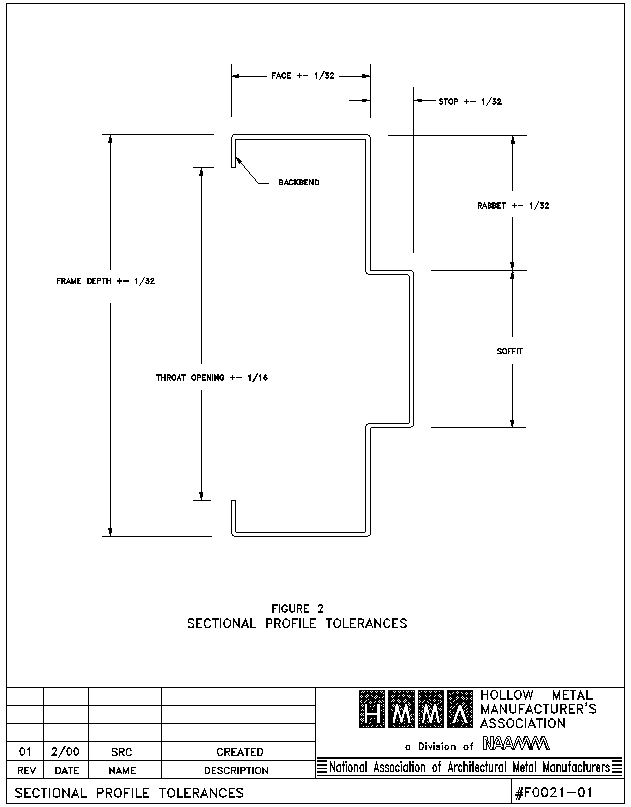 FACE +- 1/32
STOP +- 1/32
BACKBEND
RABBET +- 1/32
FRAME DEPTH +- 1/32
SOFFIT
THROAT OPENING +- 1/16
FIGURE 2
SECTIONAL PROFILE TOLERANCES
HMMA
HOLLOW METAL
MANUFACTURER'S
ASSOCIATION
a Division of NAAMM
National Association of Architectural Metal Manufacturers
01 2/00 SRC CREATED
REV DATE NAME DESCRIPTION
SECTIONAL PROFILE TOLERANCES
#F0021-01